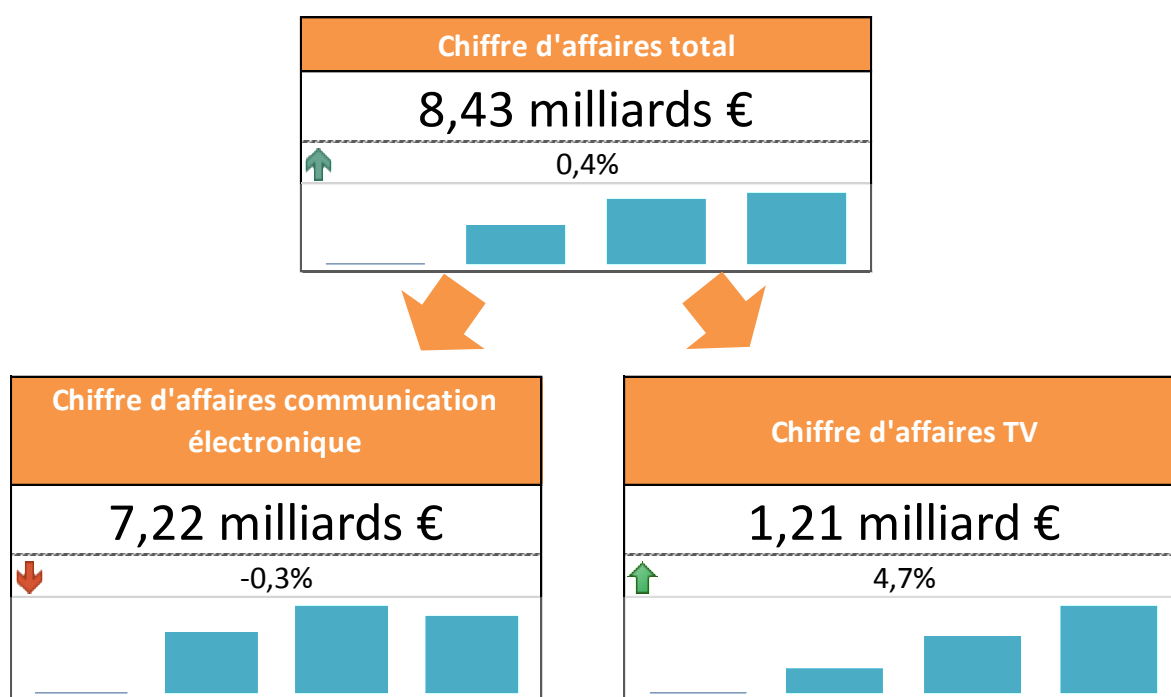 Chiffre d'affaires total
8,43 milliards €
0,4%
Chiffre d'affaires communication
électronique
7,22 milliards €
-0,3%
Chiffre d'affaires TV
1,21 milliard €
4,7%